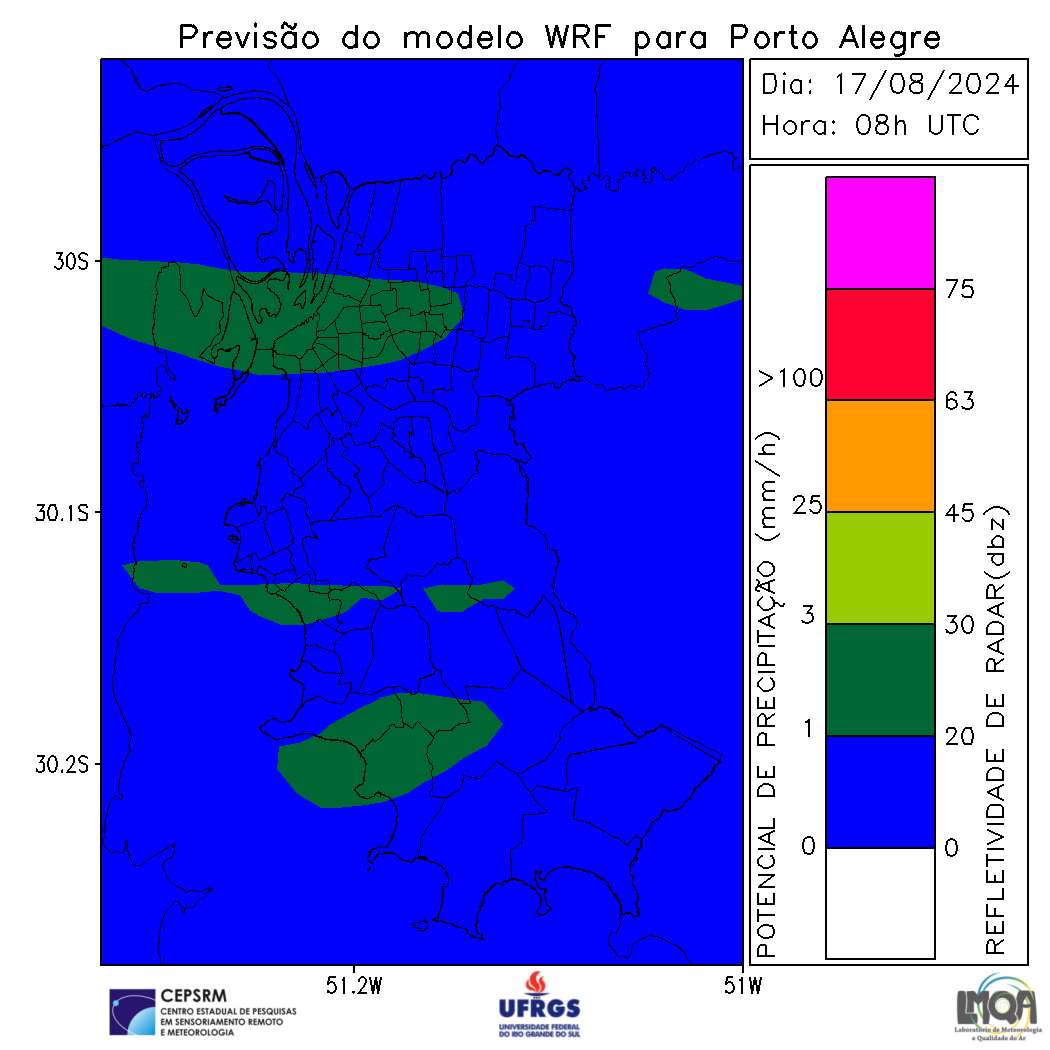 Previsão do modelo WRF para Porto Alegre
Dia: 17/08/2024
Hora: 08h UTC
30S
30.1S
30.2S
51.2W
51W
POTENCIAL DE PRECIPITAÇÃO (mm/h)
>100
25
3
1
0
75
63
45
30
20
0
REFLETIVIDADE DE RADAR(dbz)
CEPSRM
CENTRO ESTADUAL DE PESQUISAS
EM SENSORIAMENTO REMOTO
E METEOROLOGIA
UFRGS
UNIVERSIDADE FEDERAL
DO RIO GRANDE DO SUL
LMQA
Laboratório de Meteorologia
e Qualidade do Ar